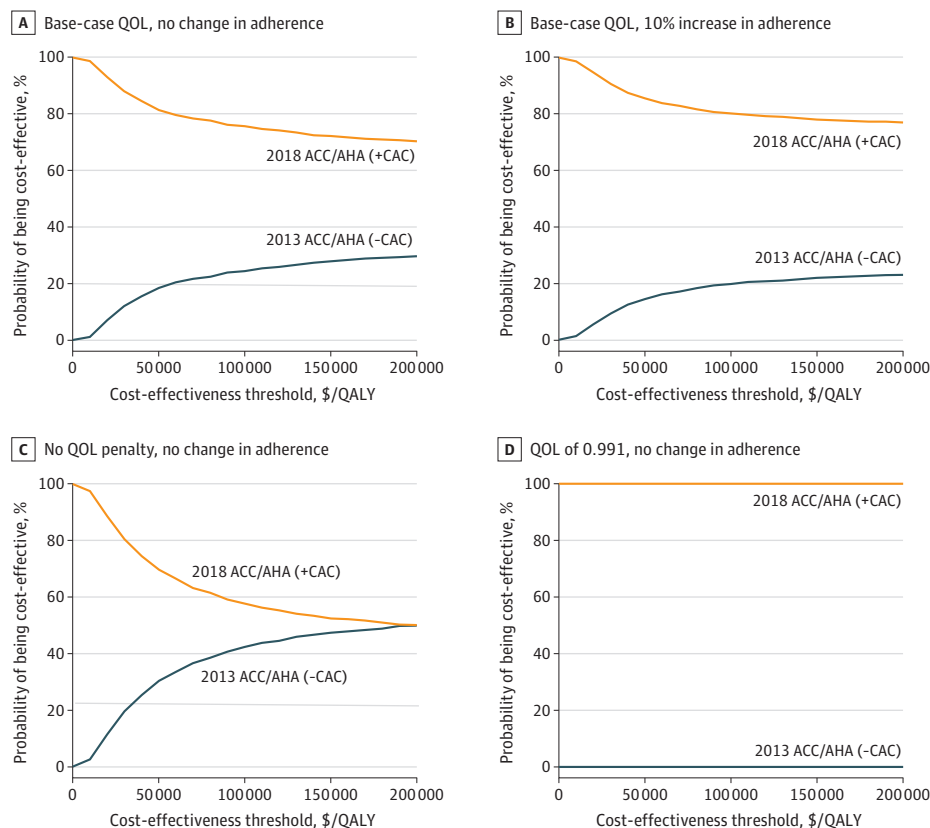 A Base-case QOL, no change in adherence
100
80
60
40
20
0
Probability of being cost-effective, %
2018 ACC/AHA (+CAC)
2013 ACC/AHA (−CAC)
0 50 000 100 000 150 000 200 000
Cost-effectiveness threshold, $/QALY
B Base-case QOL, 10% increase in adherence
100
80
60
40
20
0
Probability of being cost-effective, %
2018 ACC/AHA (+CAC)
2013 ACC/AHA (−CAC)
0 50 000 100 000 150 000 200 000
Cost-effectiveness threshold, $/QALY
C No QOL penalty, no change in adherence
100
80
60
40
20
0
Probability of being cost-effective, %
2018 ACC/AHA (+CAC)
2013 ACC/AHA (−CAC)
0 50 000 100 000 150 000 200 000
Cost-effectiveness threshold, $/QALY
D QOL of 0.991, no change in adherence
100
80
60
40
20
0
Probability of being cost-effective, %
2018 ACC/AHA (+CAC)
2013 ACC/AHA (−CAC)
0 50 000 100 000 150 000 200 000
Cost-effectiveness threshold, $/QALY